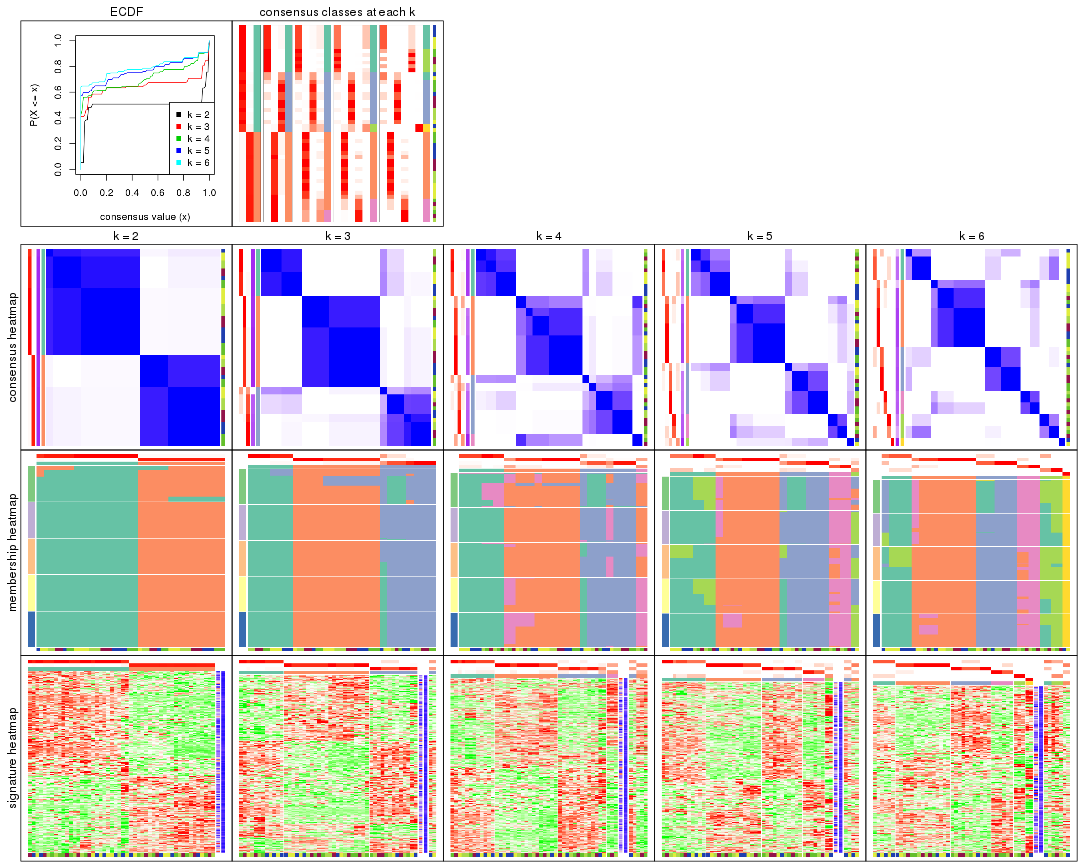 ECDF
consensus classes at each k
P(X <= x)
1.0
0.8
0.6
0.4
0.2
0.0
k = 2
k = 3
k = 4
k = 5
k = 6
0.0 0.2 0.4 0.6 0.8 1.0
consensus value (x)
k = 2 k = 3 k = 4 k = 5 k = 6
consensus heatmap
membership heatmap
signature heatmap